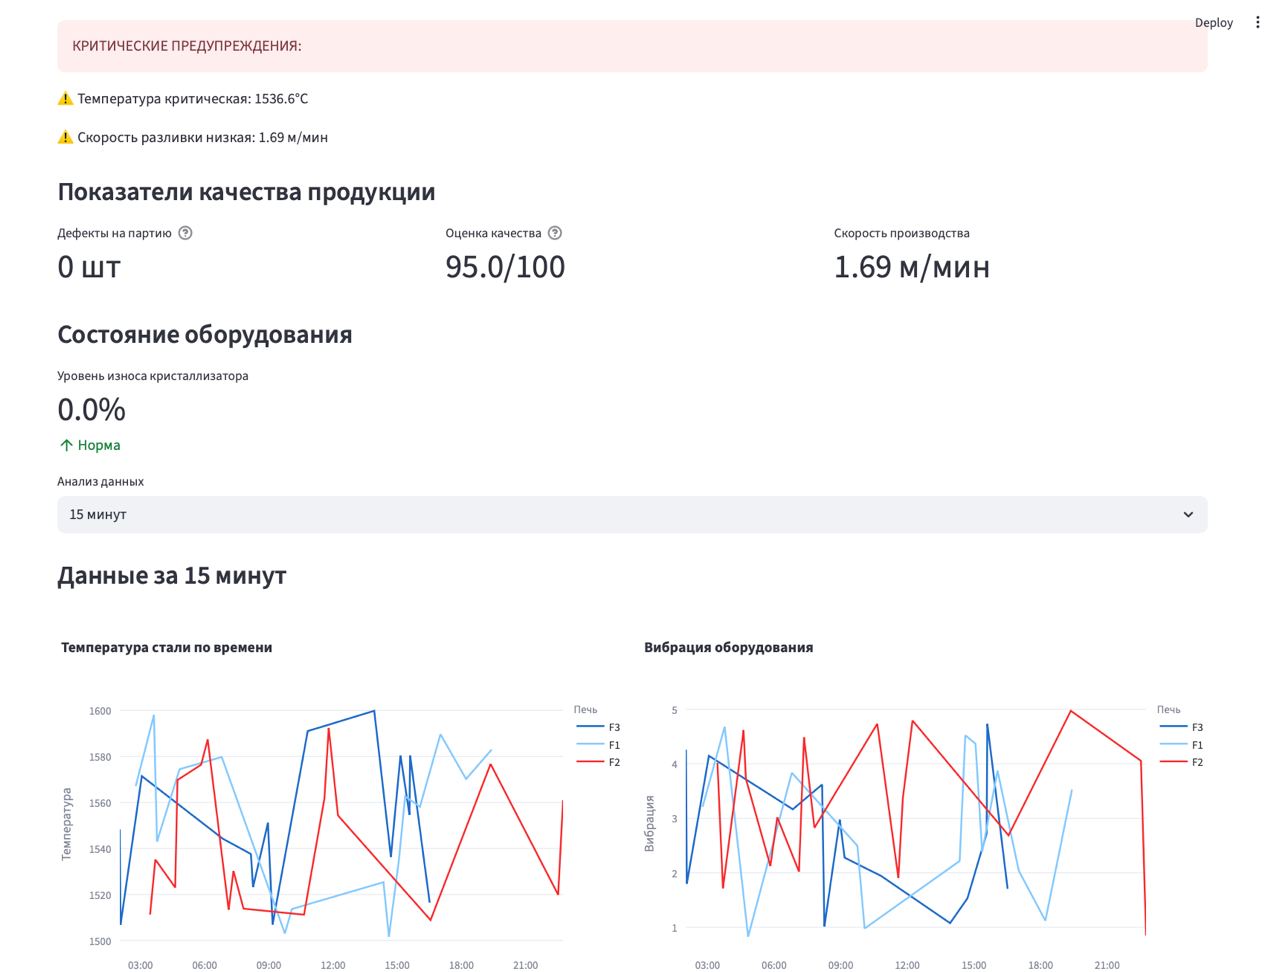 Deploy
КРИТИЧЕСКИЕ ПРЕДУПРЕЖДЕНИЯ:
Температура критическая: 1536.6°C
Скорость разливки низкая: 1.69 м/мин
Показатели качества продукции
Дефекты на партию
Оценка качества
Скорость производства
0 шт
95.0/100
1.69 м/мин
Состояние оборудования
Уровень износа кристаллизатора
0.0%
Норма
Анализ данных
15 минут
Данные за 15 минут
Температура стали по времени
Температура
1600
1580
1560
1540
1520
1500
03:00 06:00 09:00 12:00 15:00 18:00 21:00
Печь
F3
F1
F2
Вибрация оборудования
Вибрация
5
4
3
2
1
03:00 06:00 09:00 12:00 15:00 18:00 21:00
Печь
F3
F1
F2